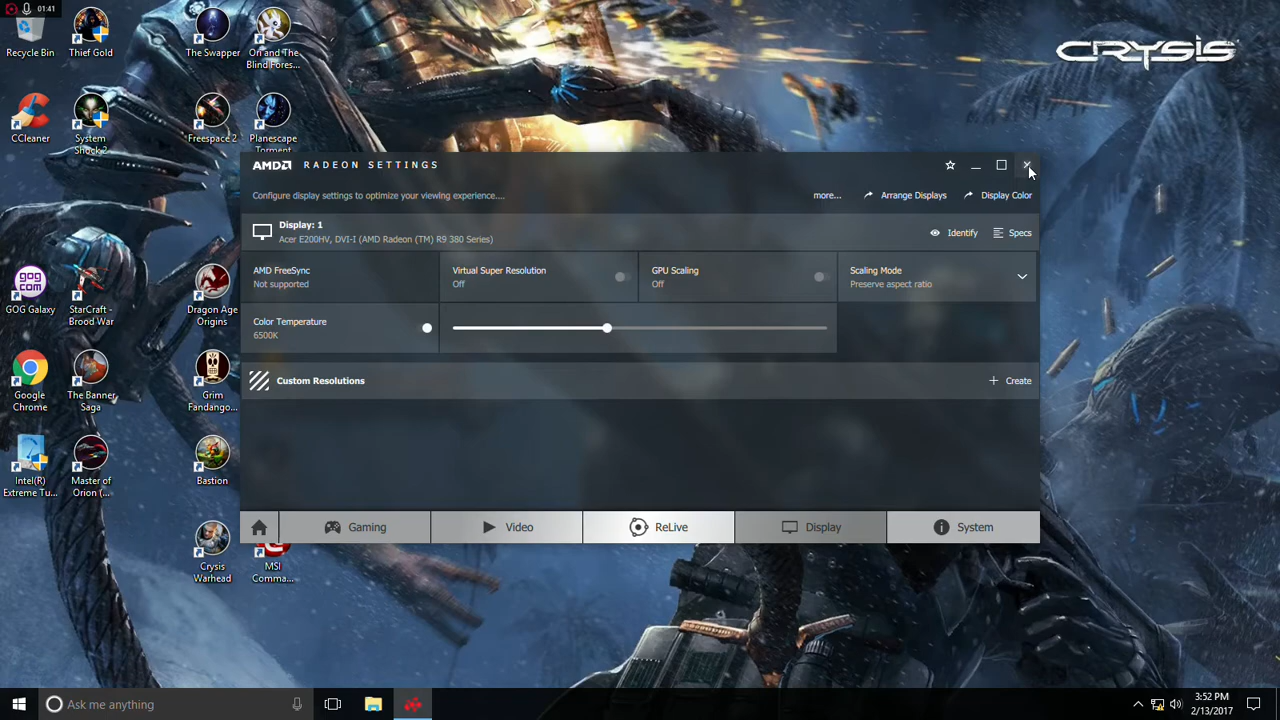 01:41
Recycle Bin
Thief Gold
The Swapper
Ori and The
Blind Fores...
CRYSIS
CCleaner
System
Shock 2
Freespace 2
Planescape
Torment
AMD RADEON SETTINGS
Configure display settings to optimize your viewing experience....
more...
Arrange Displays
Display Color
Display: 1
Acer E200HV, DVI-I (AMD Radeon (TM) R9 380 Series)
Identify
Specs
AMD FreeSync
Not supported
Virtual Super Resolution
Off
GPU Scaling
Off
Scaling Mode
Preserve aspect ratio
GOG
COM
GOG Galaxy
StarCraft -
Brood War
Dragon Age
Origins
Color Temperature
6500K
Custom Resolutions
Create
Google
Chrome
The Banner
Saga
Grim
Fandango...
Intel(R)
Extreme Tu...
Master of
Orion (...
Bastion
Gaming
Video
ReLive
Display
System
Crysis
Warhead
MSI
Comma...
Ask me anything
3:52 PM
2/13/2017